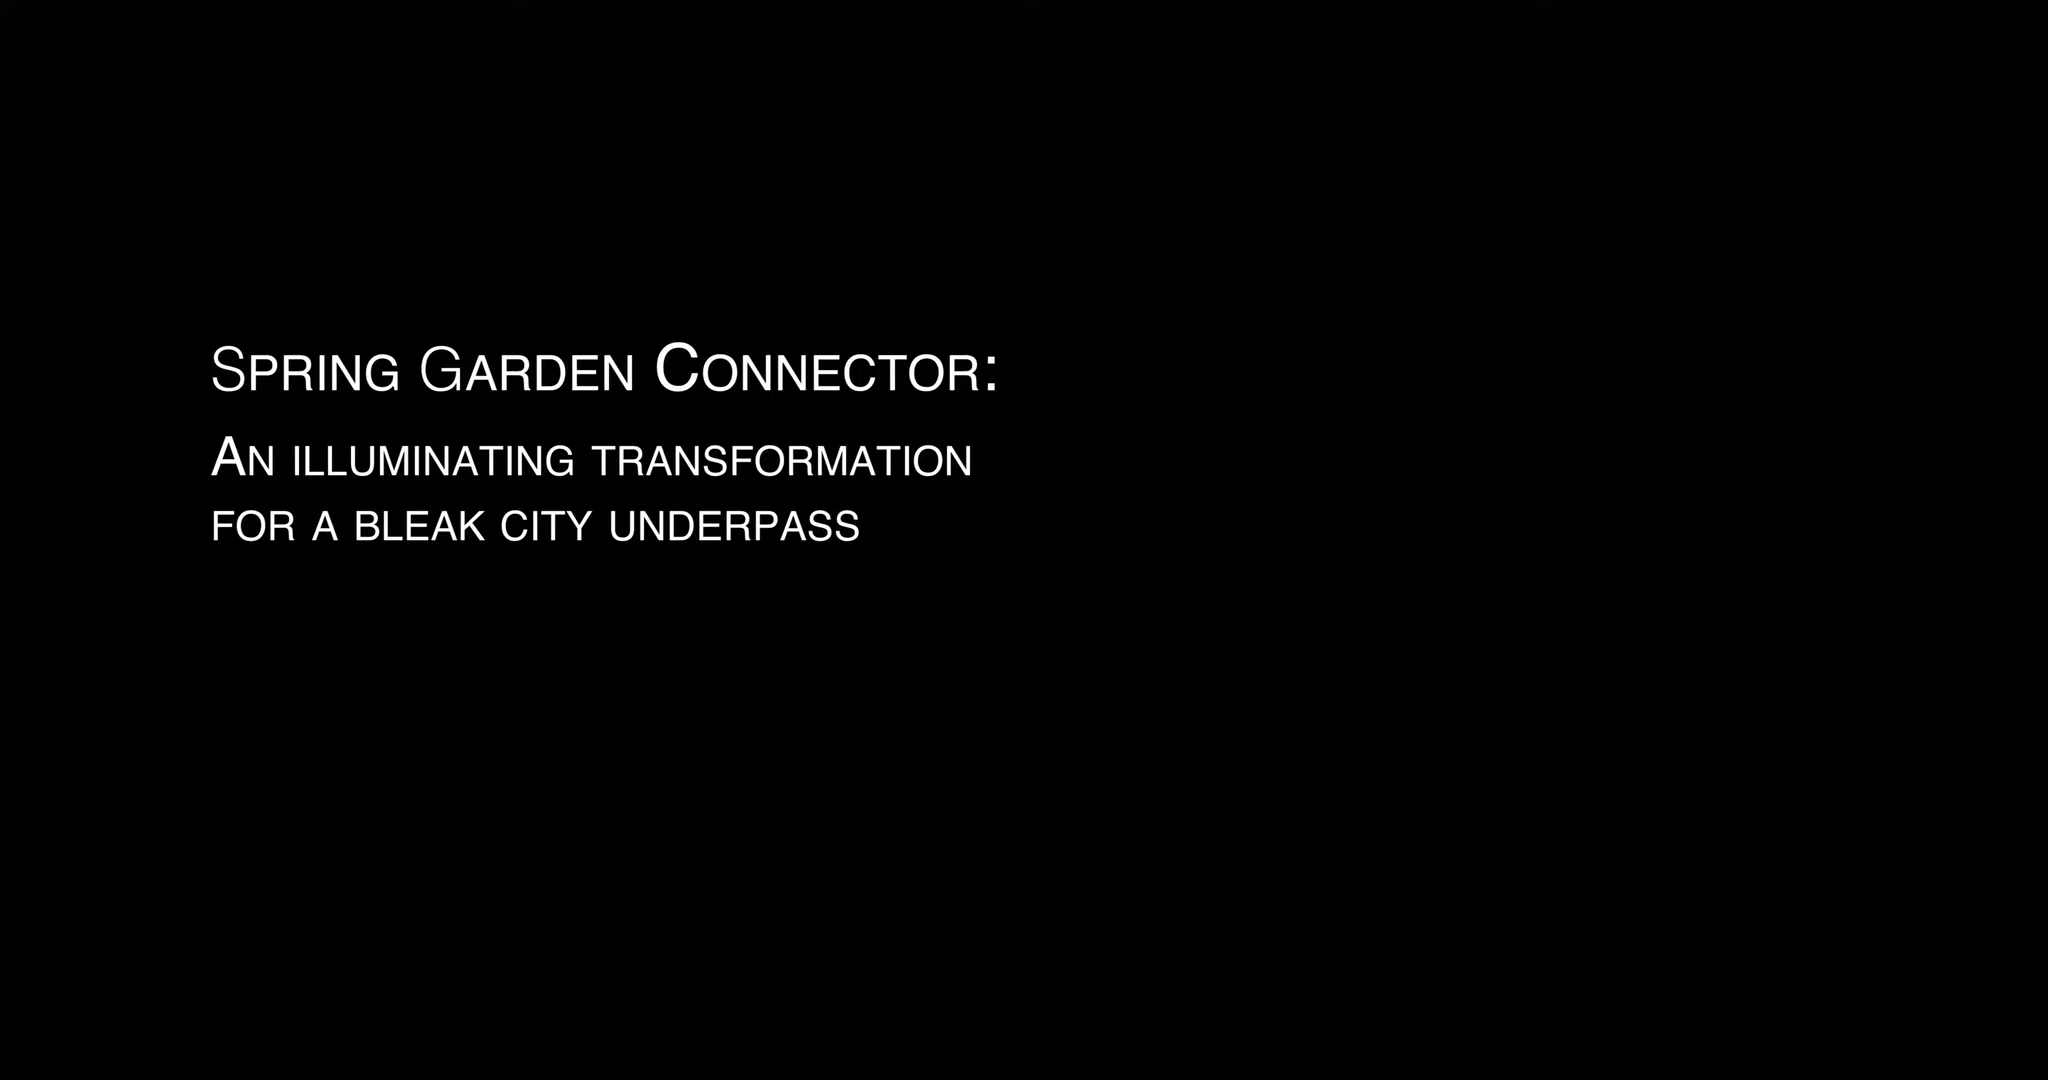 Spring Garden Connector:
An illuminating transformation
for a bleak city underpass